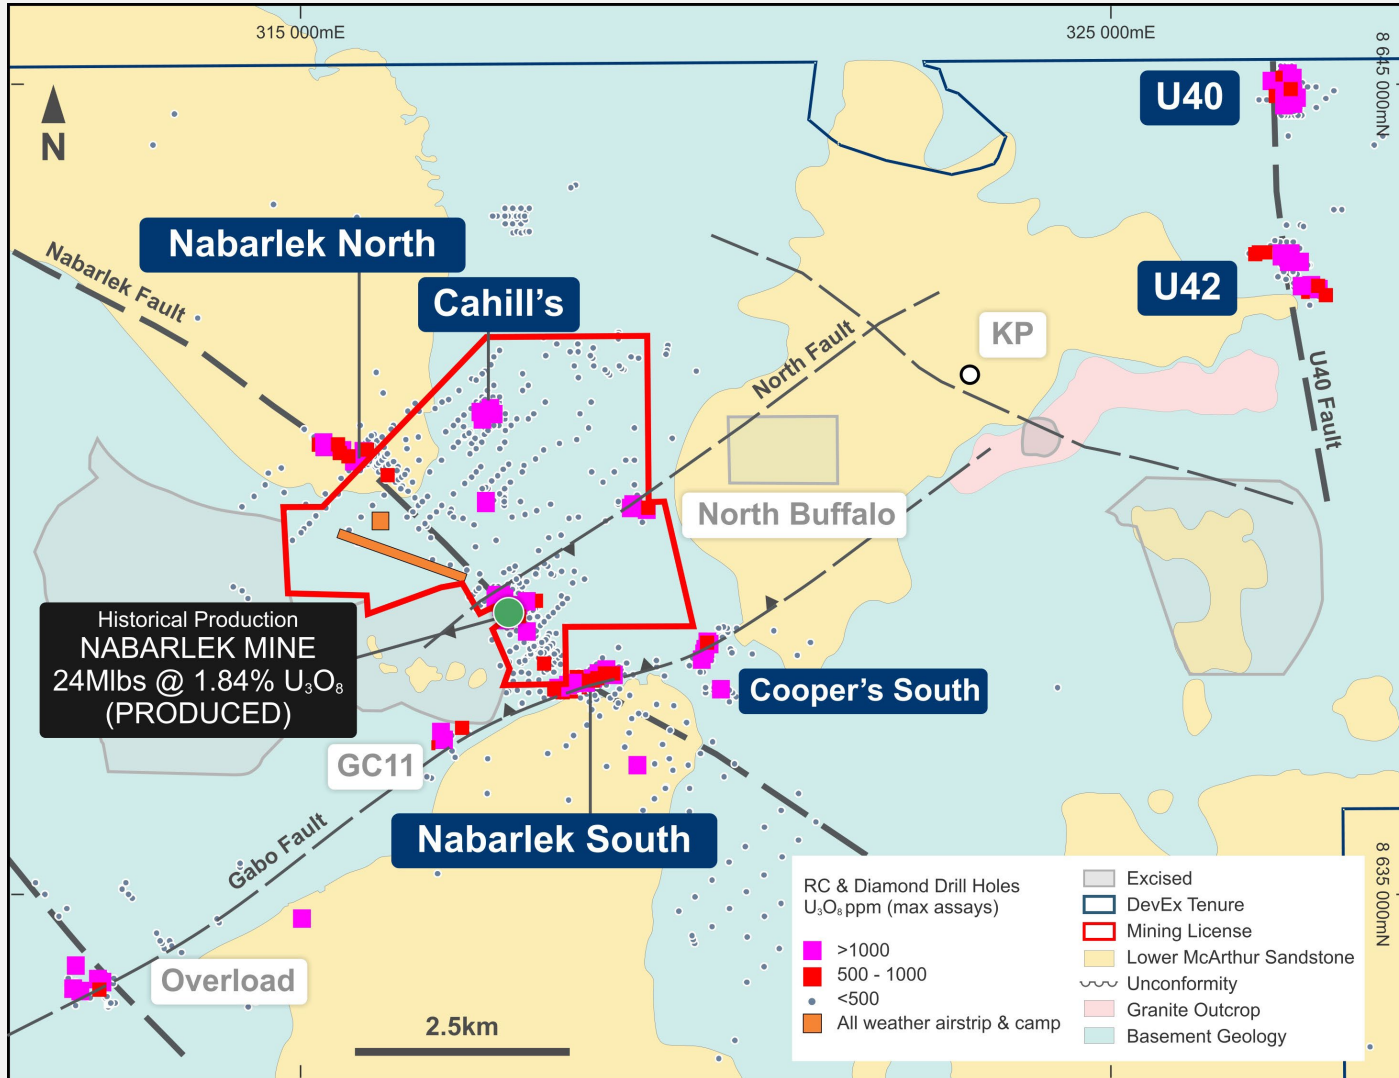 315 000mE
325 000mE
8 645 000mN
N
U40
Nabarlek North
Nabarlek Fault
Cahill's
U42
KP
North Fault
U40 Fault
North Buffalo
Historical Production
NABARLEK MINE
24Mlbs @ 1.84% U₃O₈
(PRODUCED)
Cooper's South
GC11
Nabarlek South
Gabo Fault
8 635 000mN
Overload
2.5km
RC & Diamond Drill Holes
U₃O₈ ppm (max assays)
>1000
500 - 1000
<500
All weather airstrip & camp
Excised
DevEx Tenure
Mining License
Lower McArthur Sandstone
Unconformity
Granite Outcrop
Basement Geology